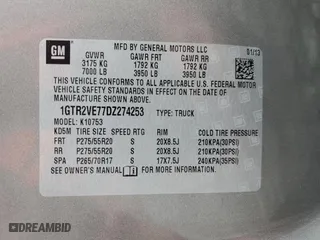 GM
MFD BY GENERAL MOTORS LLC
01/13
GVWR GAWR FRT GAWR RR
3175 KG 1792 KG 1792 KG
7000 LB 3950 LB 3950 LB
THIS VEHICLE CONFORMS TO ALL APPLICABLE U.S. FEDERAL
MOTOR VEHICLE SAFETY STANDARDS IN EFFECT ON THE DATE OF
MANUFACTURE SHOWN ABOVE.
1GTR2VE77DZ274253 TYPE: TRUCK
MODEL: K10753
KD5M TIRE SIZE SPEED RTG RIM COLD TIRE PRESSURE
FRT P275/55R20 S 20X8.5J 210KPA(30PSI)
RR P275/55R20 S 20X8.5J 210KPA(30PSI)
SPA P265/70R17 S 17X7.5J 240KPA(35PSI)
SEE OWNER'S MANUAL FOR MORE INFORMATION.
DREAMBID